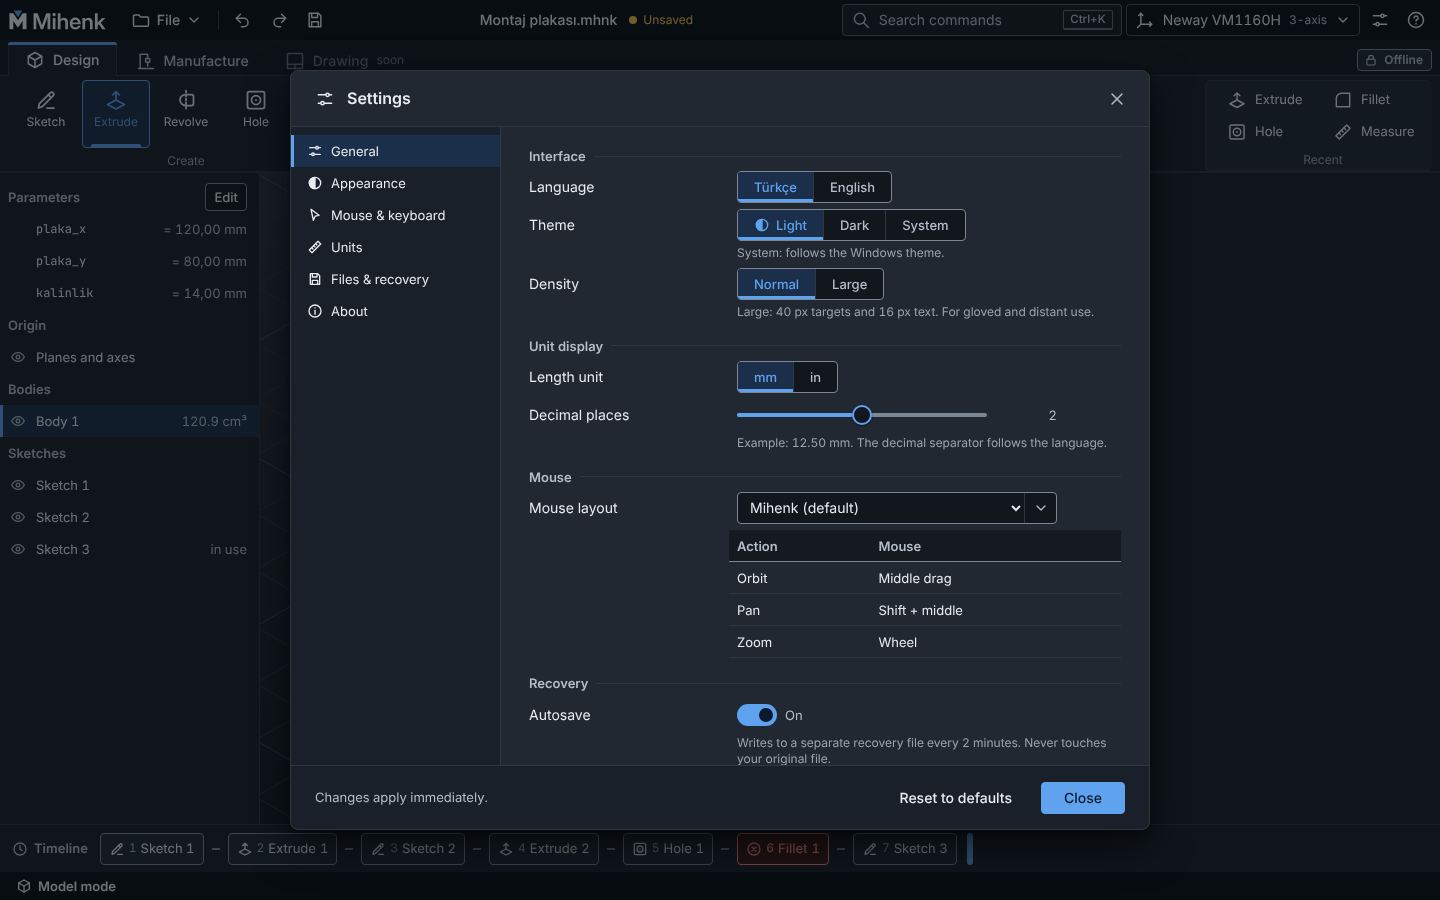 Mihenk
File
Montaj plakası.mhnk
Unsaved
Search commands
Ctrl+K
Neway VM1160H 3-axis
Design
Manufacture
Drawing soon
Offline
Sketch
Extrude
Revolve
Hole
Create
Extrude
Fillet
Hole
Measure
Recent
Parameters
Edit
plaka_x = 120,00 mm
plaka_y = 80,00 mm
kalinlik = 14,00 mm
Origin
Planes and axes
Bodies
Body 1 120.9 cm³
Sketches
Sketch 1
Sketch 2
Sketch 3 in use
Settings
General
Appearance
Mouse & keyboard
Units
Files & recovery
About
Interface
Language
Türkçe
English
Theme
Light
Dark
System
System: follows the Windows theme.
Density
Normal
Large
Large: 40 px targets and 16 px text. For gloved and distant use.
Unit display
Length unit
mm
in
Decimal places
2
Example: 12.50 mm. The decimal separator follows the language.
Mouse
Mouse layout
Mihenk (default)
Action Mouse
Orbit Middle drag
Pan Shift + middle
Zoom Wheel
Recovery
Autosave
On
Writes to a separate recovery file every 2 minutes. Never touches
your original file.
Changes apply immediately.
Reset to defaults
Close
Timeline
1 Sketch 1
2 Extrude 1
3 Sketch 2
4 Extrude 2
5 Hole 1
6 Fillet 1
7 Sketch 3
Model mode